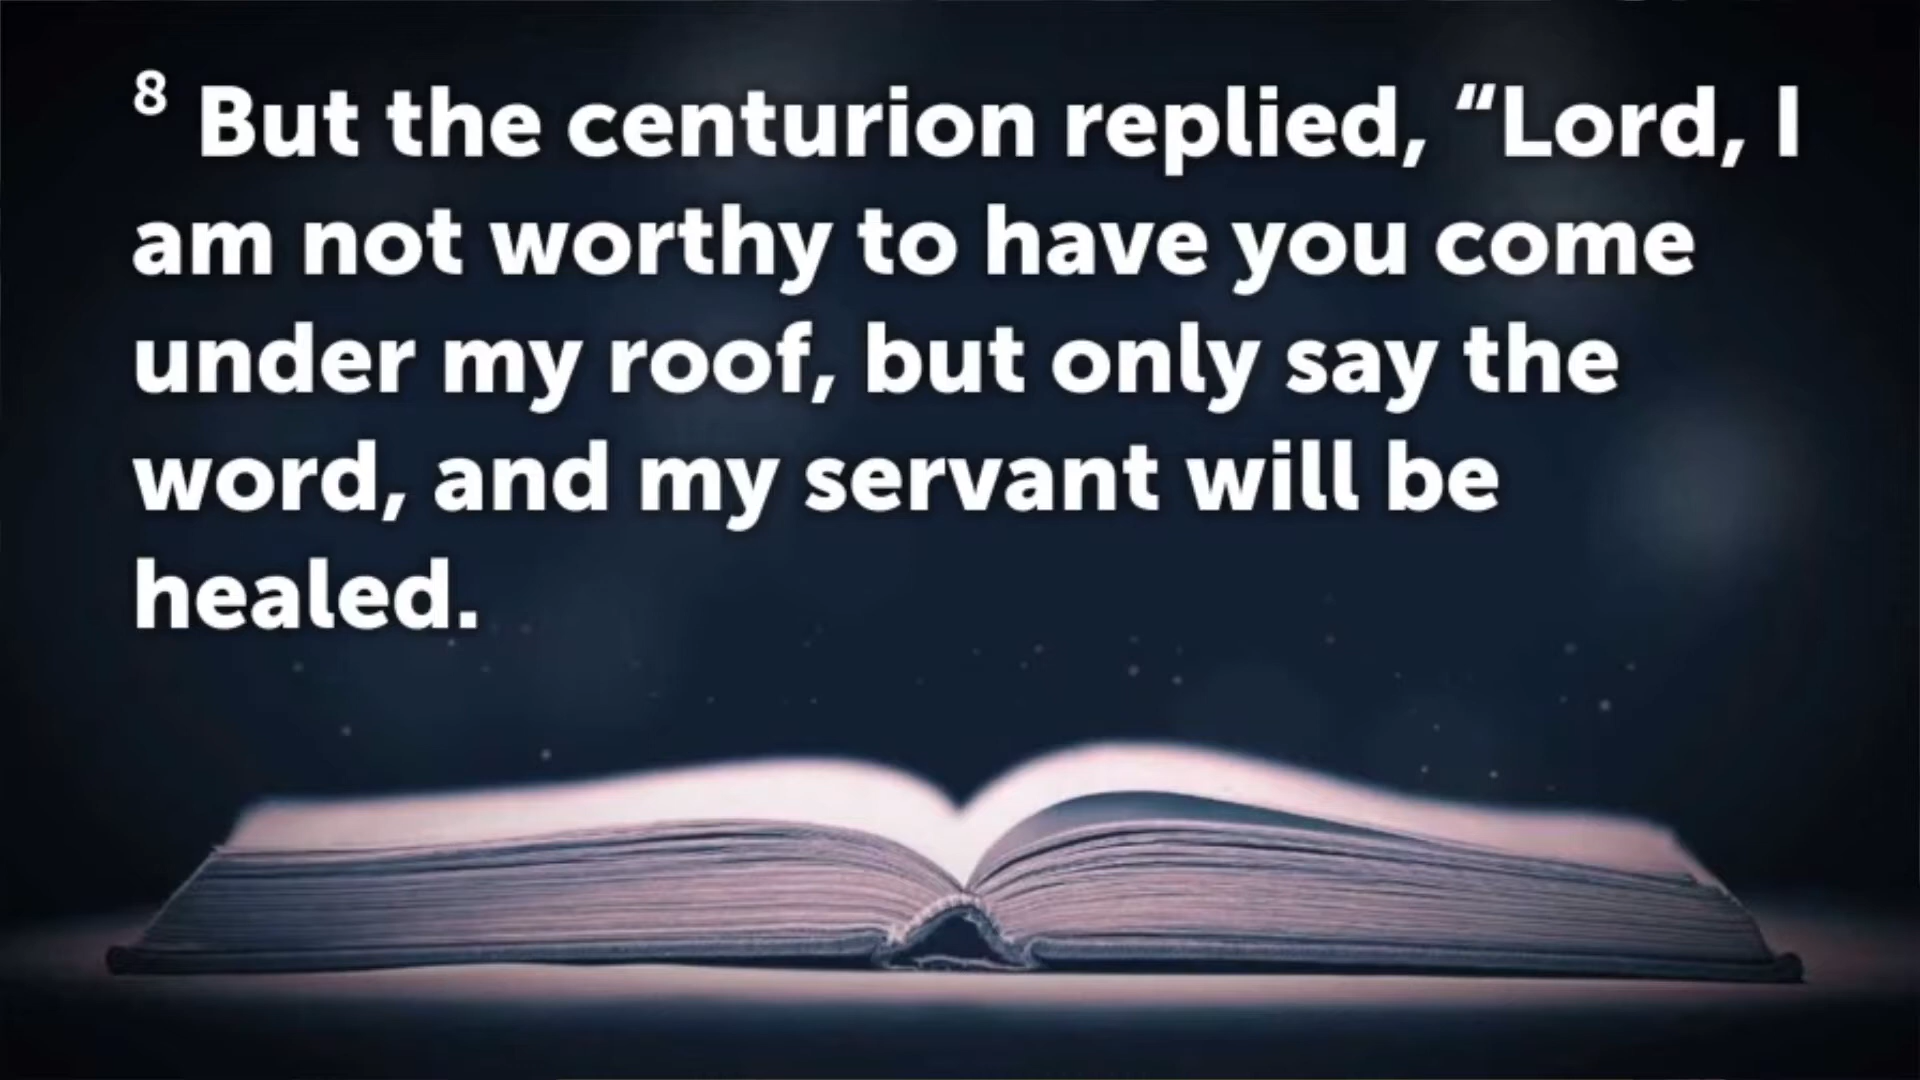 8 But the centurion replied, “Lord, I
am not worthy to have you come
under my roof, but only say the
word, and my servant will be
healed.